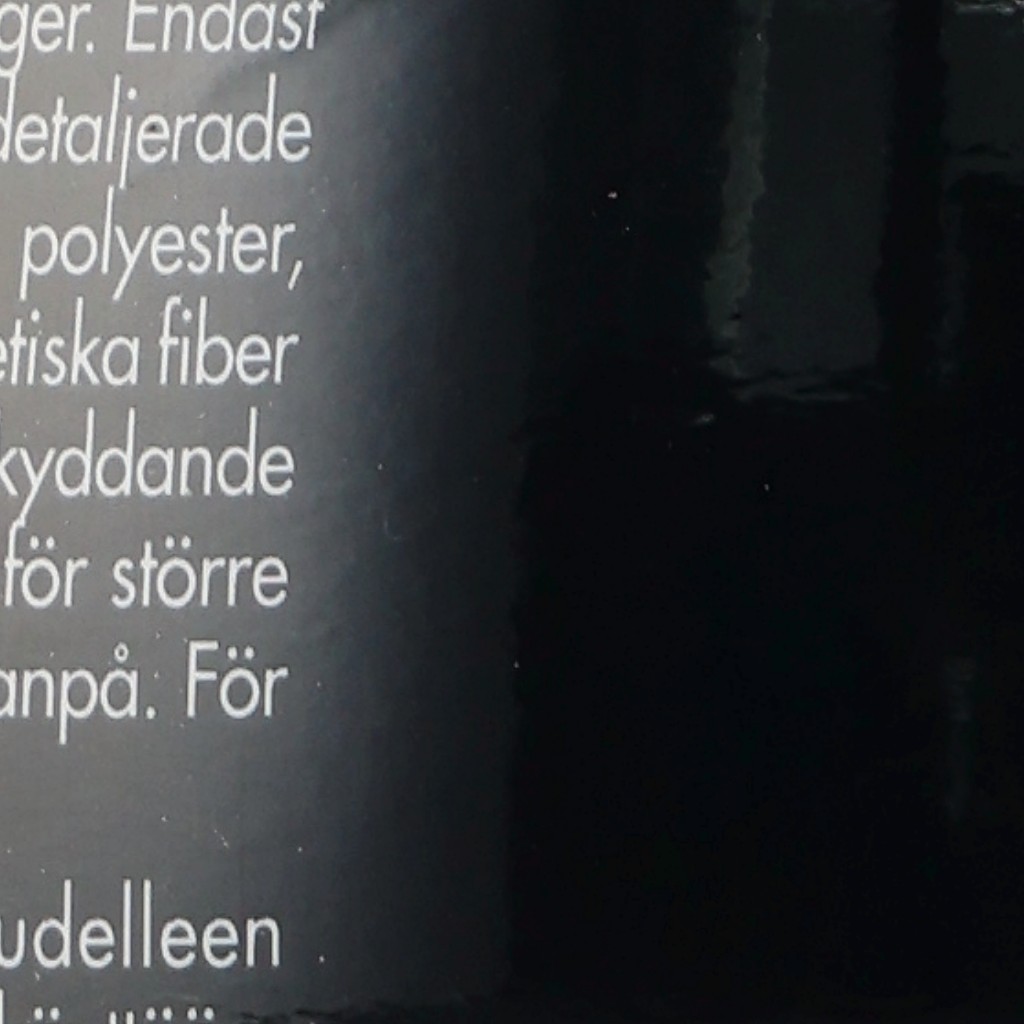 ger. Endast
detaljerade
polyester,
etiska fiber
kyddande
för större
anpå. För
udelleen